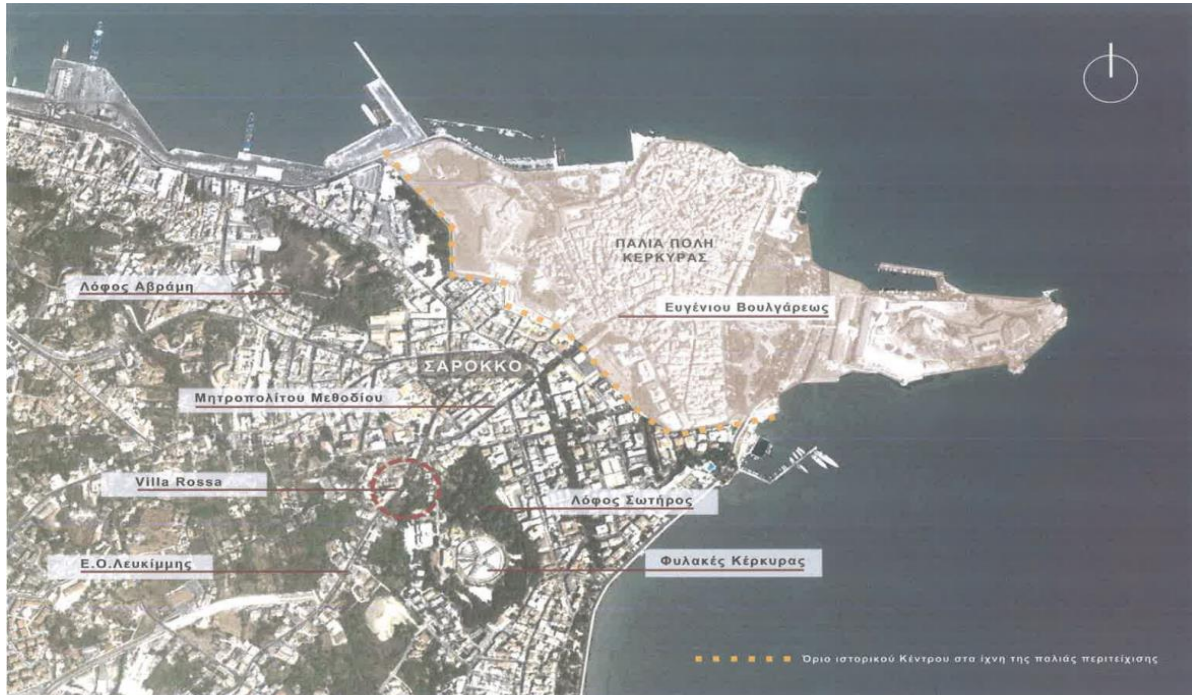 ΠΑΛΙΑ ΠΟΛΗ
ΚΕΡΚΥΡΑΣ
Λόφος Αβράμη
Ευγένιου Βουλγάρεως
ΣΑΡΟΚΚΟ
Μητροπολίτου Μεθοδίου
Villa Rossa
Λόφος Σωτήρος
Ε.Ο.Λευκίμμης
Φυλακές Κέρκυρας
Όριο ιστορικού Κέντρου στα ίχνη της παλιάς περιτείχισης